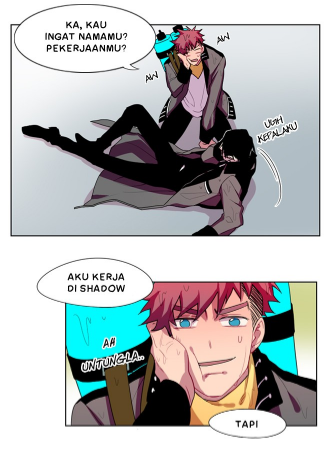 KA, KAU
INGAT NAMAMU?
PEKERJAANMU?
AW
AW
UGH
KEPALAKU
AKU KERJA
DI SHADOW
AH
UNTUNGLA..
TAPI